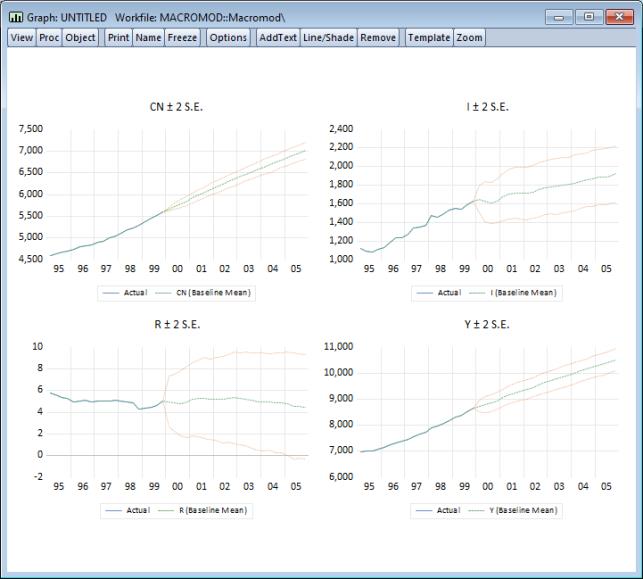 Graph: UNTITLED Workfile: MACROMOD::Macromod\
View Proc Object Print Name Freeze Options AddText Line/Shade Remove Template Zoom
CN ± 2 S.E.
7,500
7,000
6,500
6,000
5,500
5,000
4,500
95 96 97 98 99 00 01 02 03 04 05
Actual CN (Baseline Mean)
I ± 2 S.E.
2,400
2,200
2,000
1,800
1,600
1,400
1,200
1,000
95 96 97 98 99 00 01 02 03 04 05
Actual I (Baseline Mean)
R ± 2 S.E.
10
8
6
4
2
0
-2
95 96 97 98 99 00 01 02 03 04 05
Actual R (Baseline Mean)
Y ± 2 S.E.
11,000
10,000
9,000
8,000
7,000
6,000
95 96 97 98 99 00 01 02 03 04 05
Actual Y (Baseline Mean)